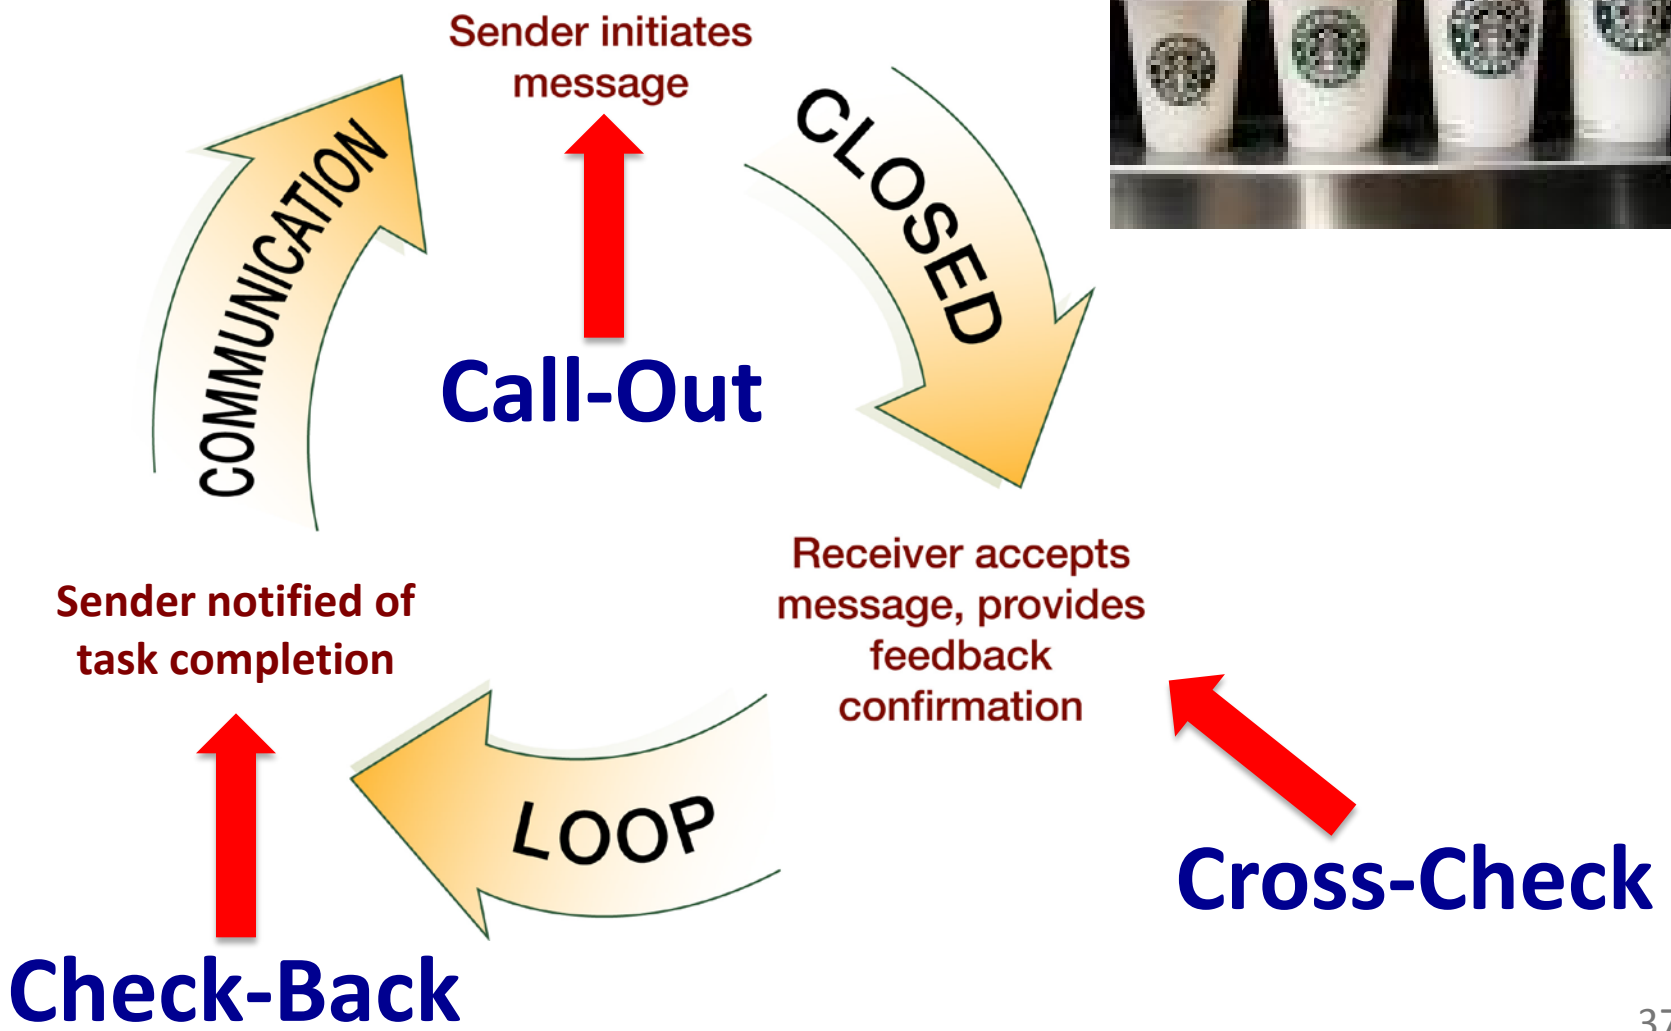 Sender initiates
message
CLOSED
COMMUNICATION
Call-Out
Receiver accepts
message, provides
feedback
confirmation
Sender notified of
task completion
LOOP
Cross-Check
Check-Back
37